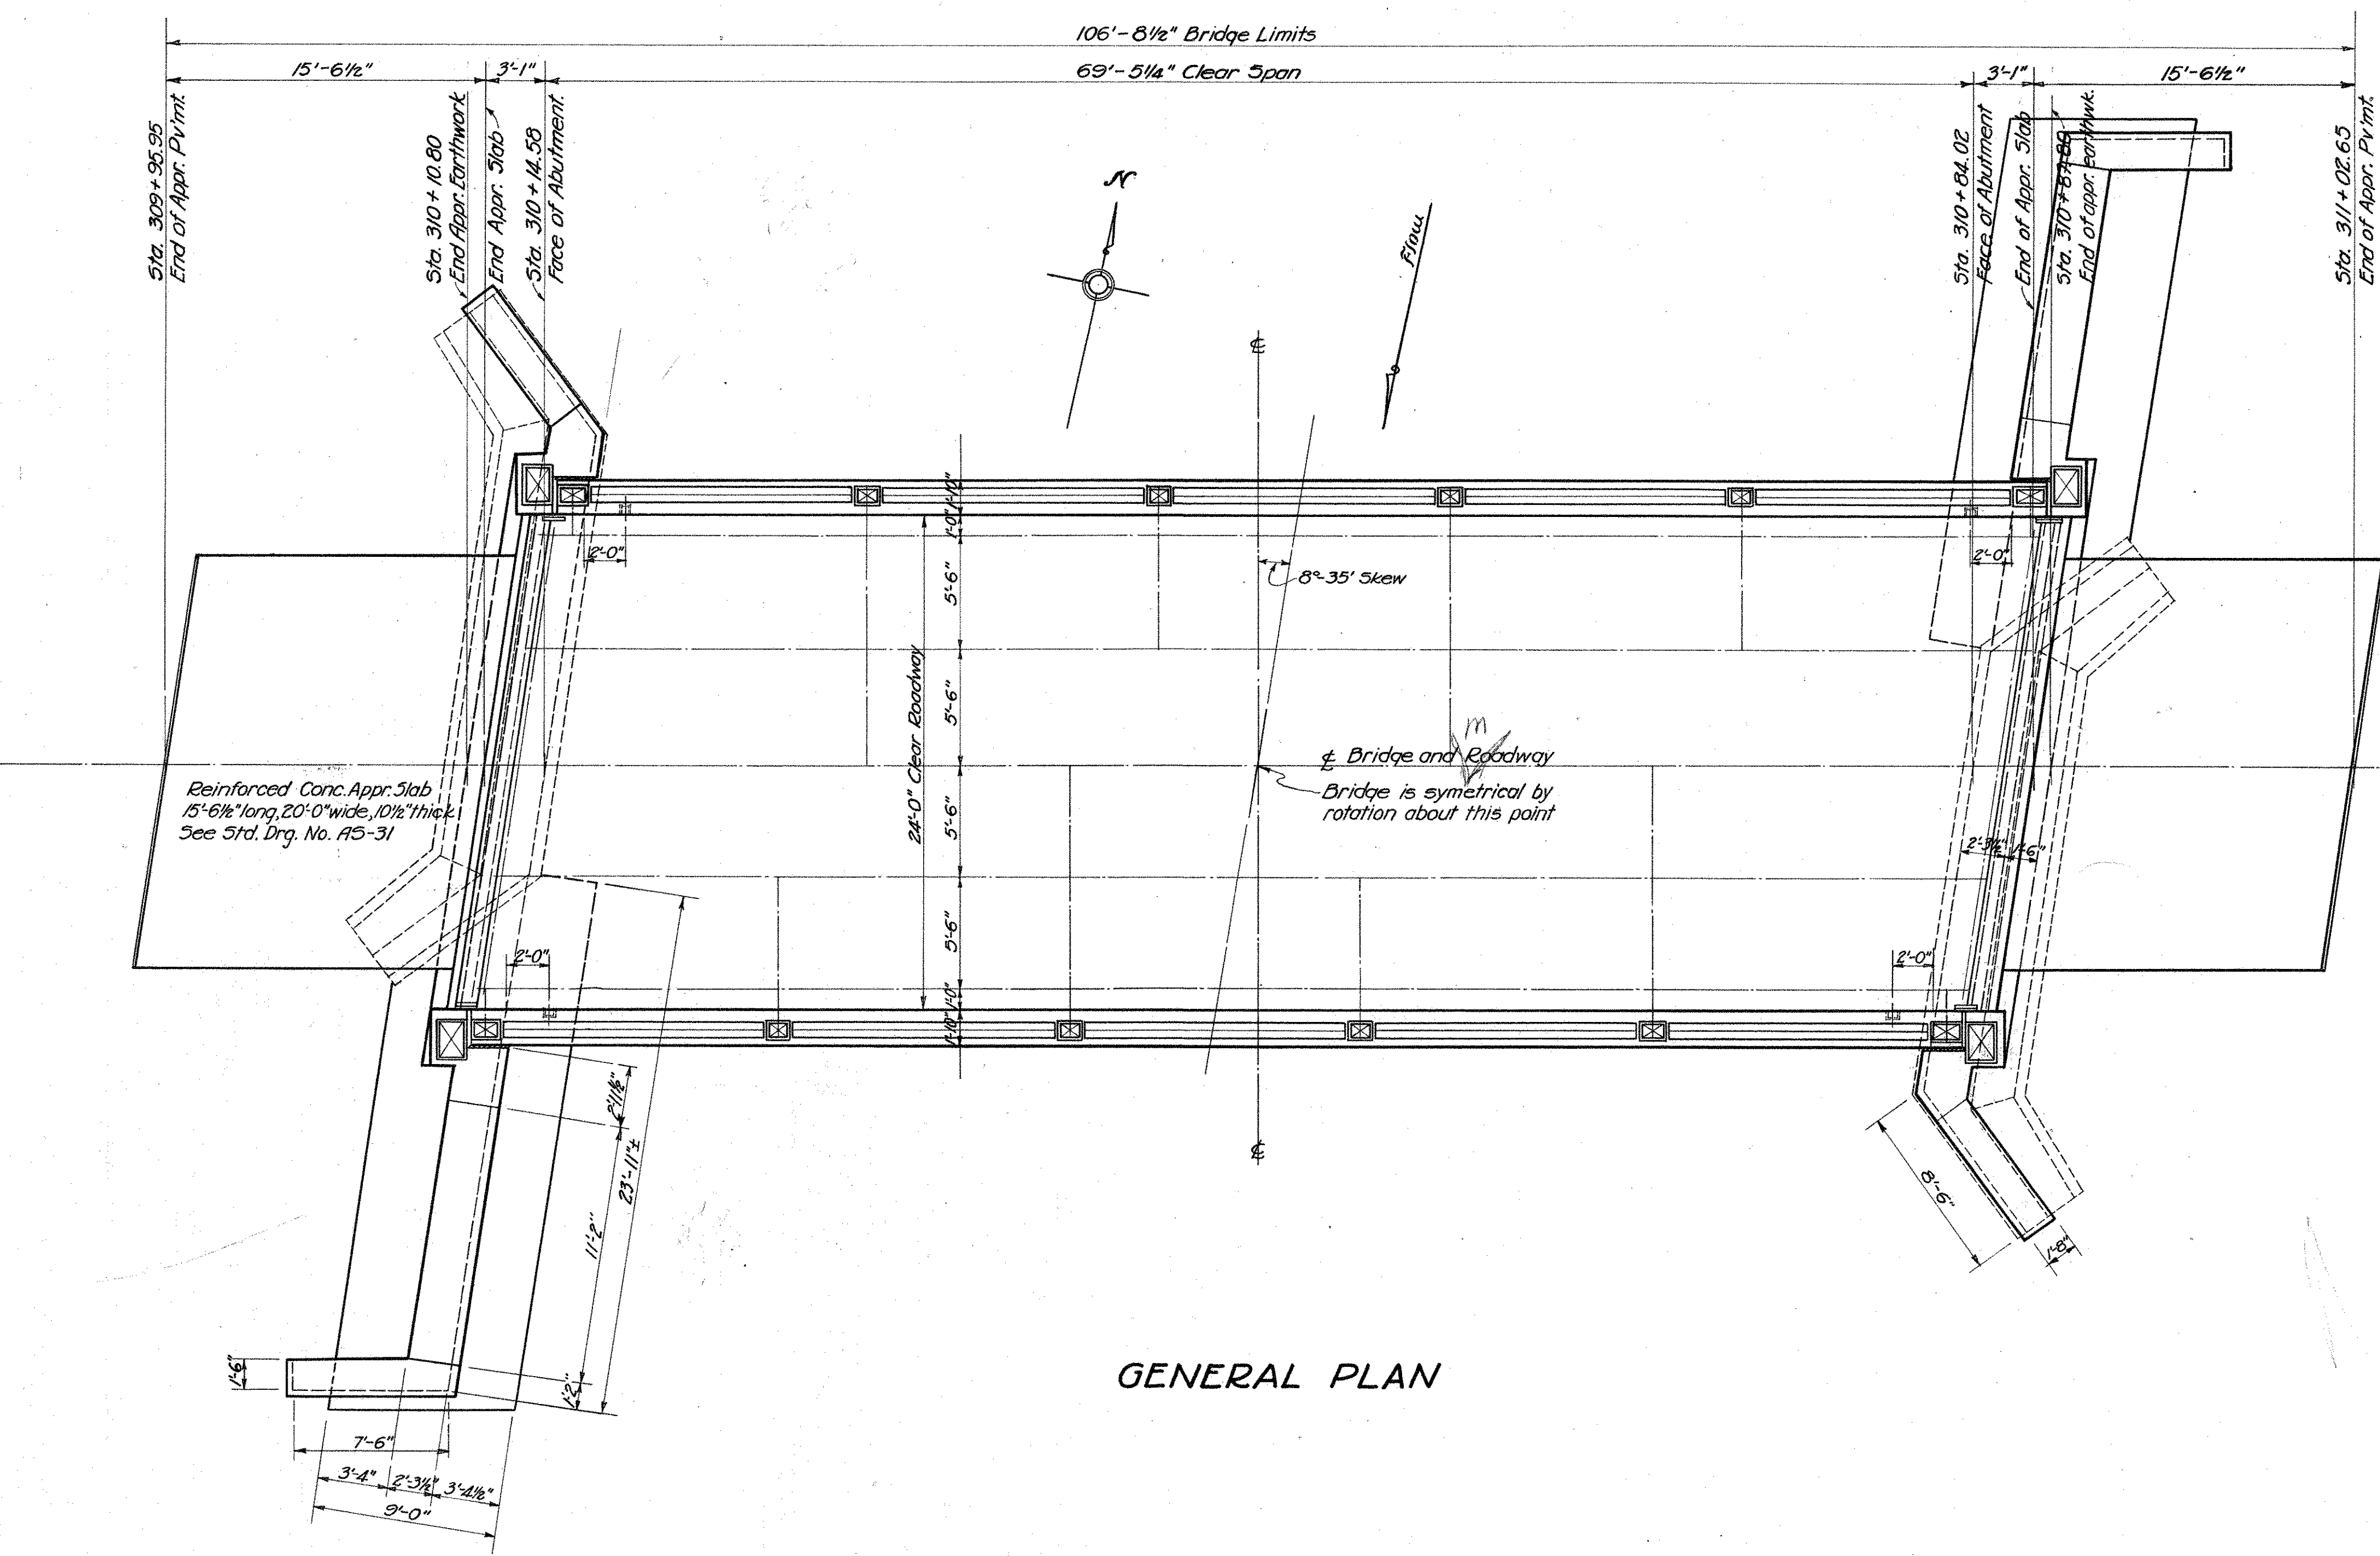 106'-8½" Bridge Limits
15'-6½"
3'-1"
69'-5¼" Clear Span
3'-1"
15'-6½"
Sta. 309+95.95
End of Appr. Pv'mt.
Sta. 310+10.80
End Appr. Earthwork
End Appr. Slab
Sta. 310+14.58
Face of Abutment.
N
Flow
Sta. 310+84.02
Face of Abutment
End of Appr. Slab
End of appr. earthwk.
Sta. 311+02.65
End of Appr. Pv'mt.
℄
1'-10"
1'-0"
2'-0"
2'-0"
8°-35' Skew
5'-6"
5'-6"
24'-0" Clear Roadway
M
℄ Bridge and Roadway
Bridge is symetrical by
rotation about this point
Reinforced Conc. Appr. Slab
15'-6½" long, 20'-0" wide, 10½" thick
See Std. Drg. No. AS-31
5'-6"
2'-3½"
1'-6"
5'-6"
2'-0"
2'-0"
1'-0"
1'-10"
2'-11½"
23'-11"±
11'-2"
℄
8'-6"
1'-8"
GENERAL PLAN
1'-6"
1'-2"
7'-6"
3'-4"
2'-3½"
3'-4½"
9'-0"